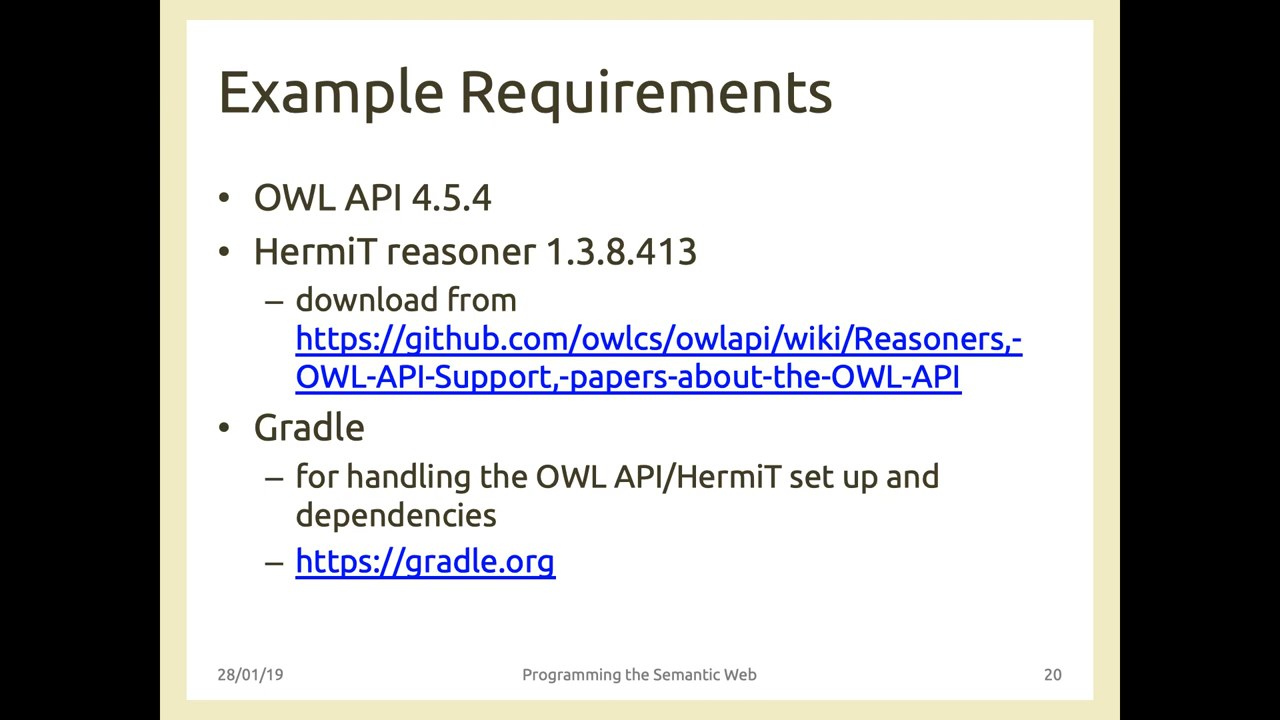 Example Requirements
• OWL API 4.5.4
• HermiT reasoner 1.3.8.413
– download from
https://github.com/owlcs/owlapi/wiki/Reasoners,-
OWL-API-Support,-papers-about-the-OWL-API
• Gradle
– for handling the OWL API/HermiT set up and
dependencies
– https://gradle.org
28/01/19 Programming the Semantic Web 20